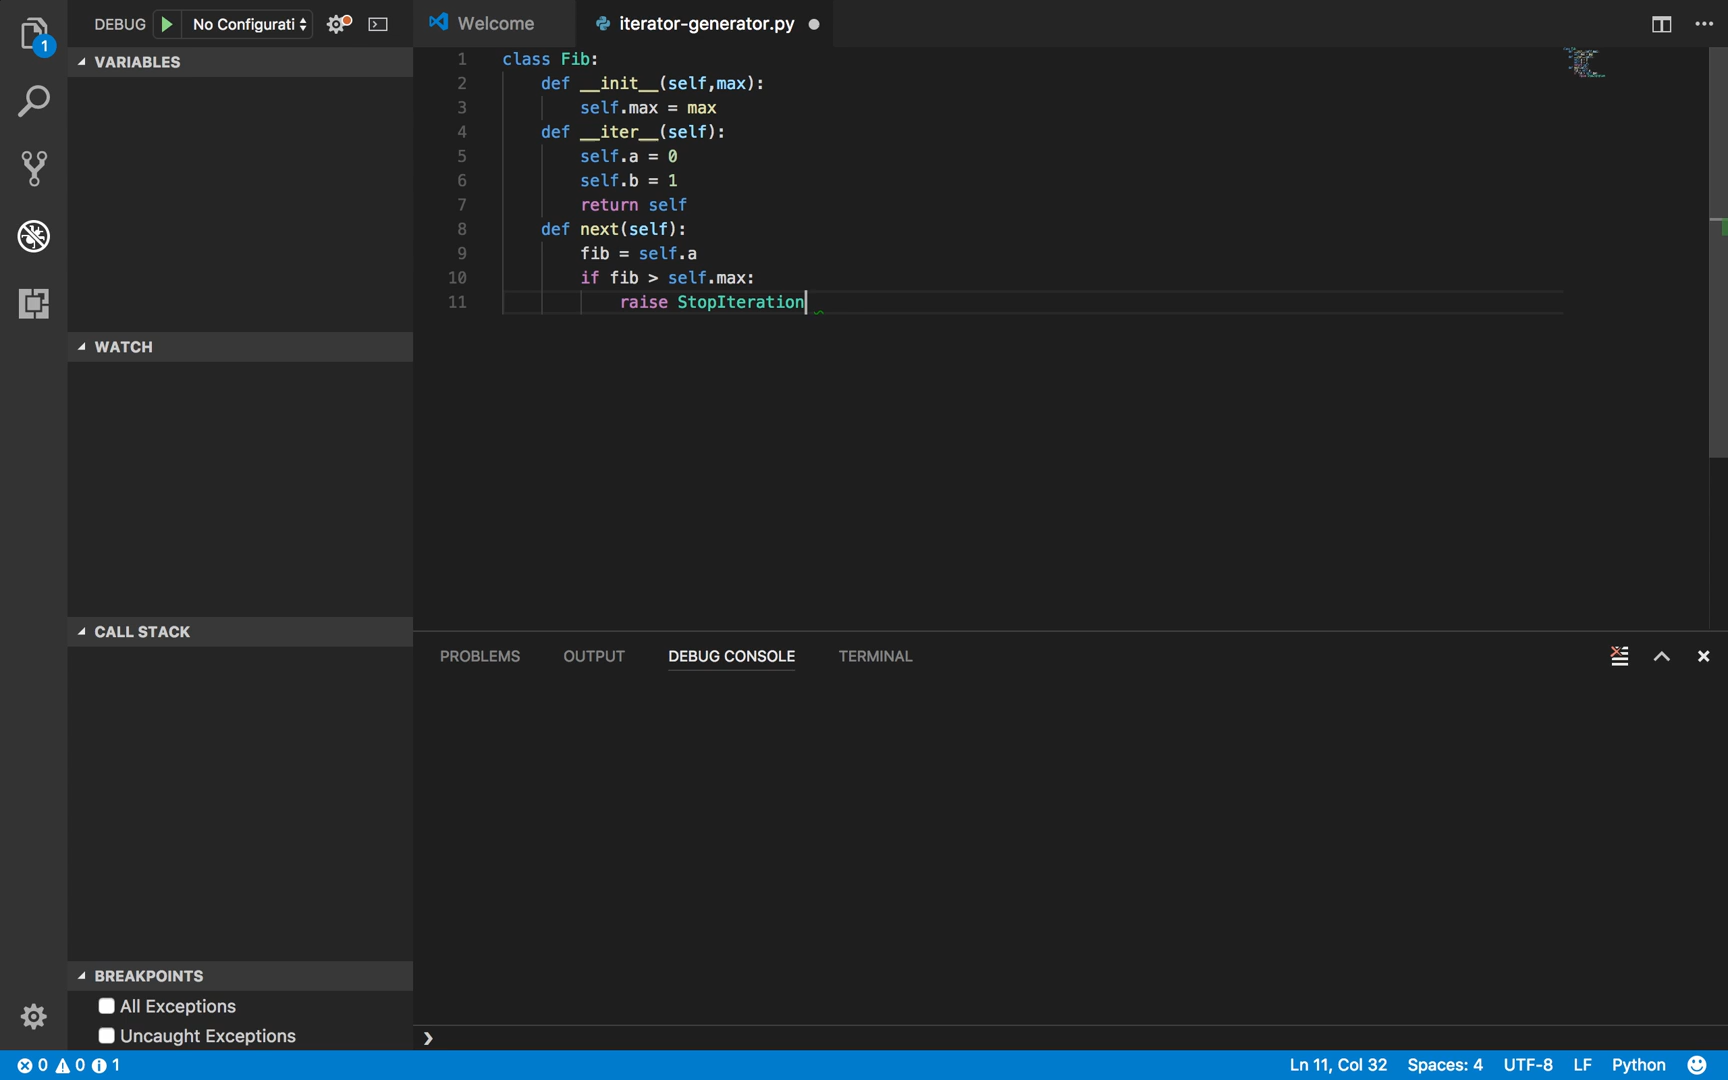 1
DEBUG No Configurati
Welcome
iterator-generator.py
VARIABLES
WATCH
CALL STACK
BREAKPOINTS
All Exceptions
Uncaught Exceptions
1 class Fib:
2 def __init__(self,max):
3 self.max = max
4 def __iter__(self):
5 self.a = 0
6 self.b = 1
7 return self
8 def next(self):
9 fib = self.a
10 if fib > self.max:
11 raise StopIteration
PROBLEMS OUTPUT DEBUG CONSOLE TERMINAL
0 0 1
Ln 11, Col 32 Spaces: 4 UTF-8 LF Python